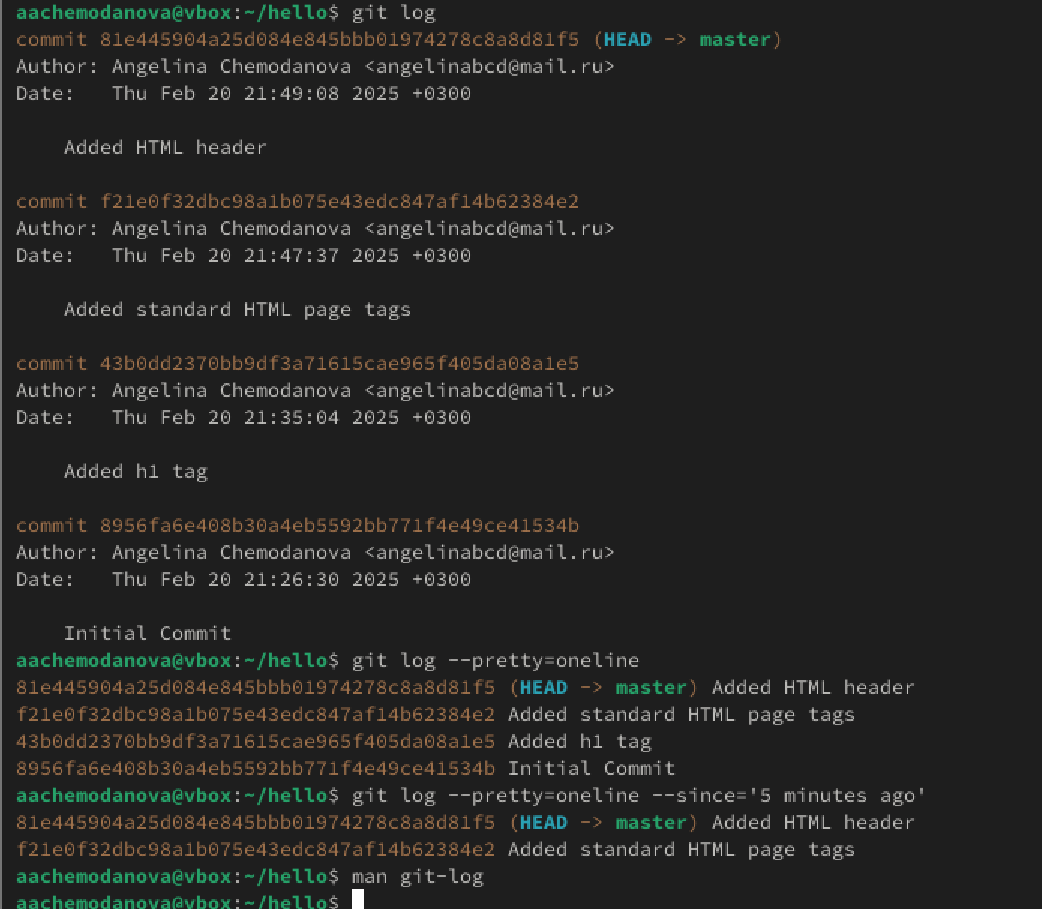 aachemodanova@vbox:~/hello$ git log
commit 81e445904a25d084e845bbb01974278c8a8d81f5 (HEAD -> master)
Author: Angelina Chemodanova <angelinabcd@mail.ru>
Date:   Thu Feb 20 21:49:08 2025 +0300
    Added HTML header
commit f21e0f32dbc98a1b075e43edc847af14b62384e2
Author: Angelina Chemodanova <angelinabcd@mail.ru>
Date:   Thu Feb 20 21:47:37 2025 +0300
    Added standard HTML page tags
commit 43b0dd2370bb9df3a71615cae965f405da08a1e5
Author: Angelina Chemodanova <angelinabcd@mail.ru>
Date:   Thu Feb 20 21:35:04 2025 +0300
    Added h1 tag
commit 8956fa6e408b30a4eb5592bb771f4e49ce41534b
Author: Angelina Chemodanova <angelinabcd@mail.ru>
Date:   Thu Feb 20 21:26:30 2025 +0300
    Initial Commit
aachemodanova@vbox:~/hello$ git log --pretty=oneline
81e445904a25d084e845bbb01974278c8a8d81f5 (HEAD -> master) Added HTML header
f21e0f32dbc98a1b075e43edc847af14b62384e2 Added standard HTML page tags
43b0dd2370bb9df3a71615cae965f405da08a1e5 Added h1 tag
8956fa6e408b30a4eb5592bb771f4e49ce41534b Initial Commit
aachemodanova@vbox:~/hello$ git log --pretty=oneline --since='5 minutes ago'
81e445904a25d084e845bbb01974278c8a8d81f5 (HEAD -> master) Added HTML header
f21e0f32dbc98a1b075e43edc847af14b62384e2 Added standard HTML page tags
aachemodanova@vbox:~/hello$ man git-log
aachemodanova@vbox:~/hello$